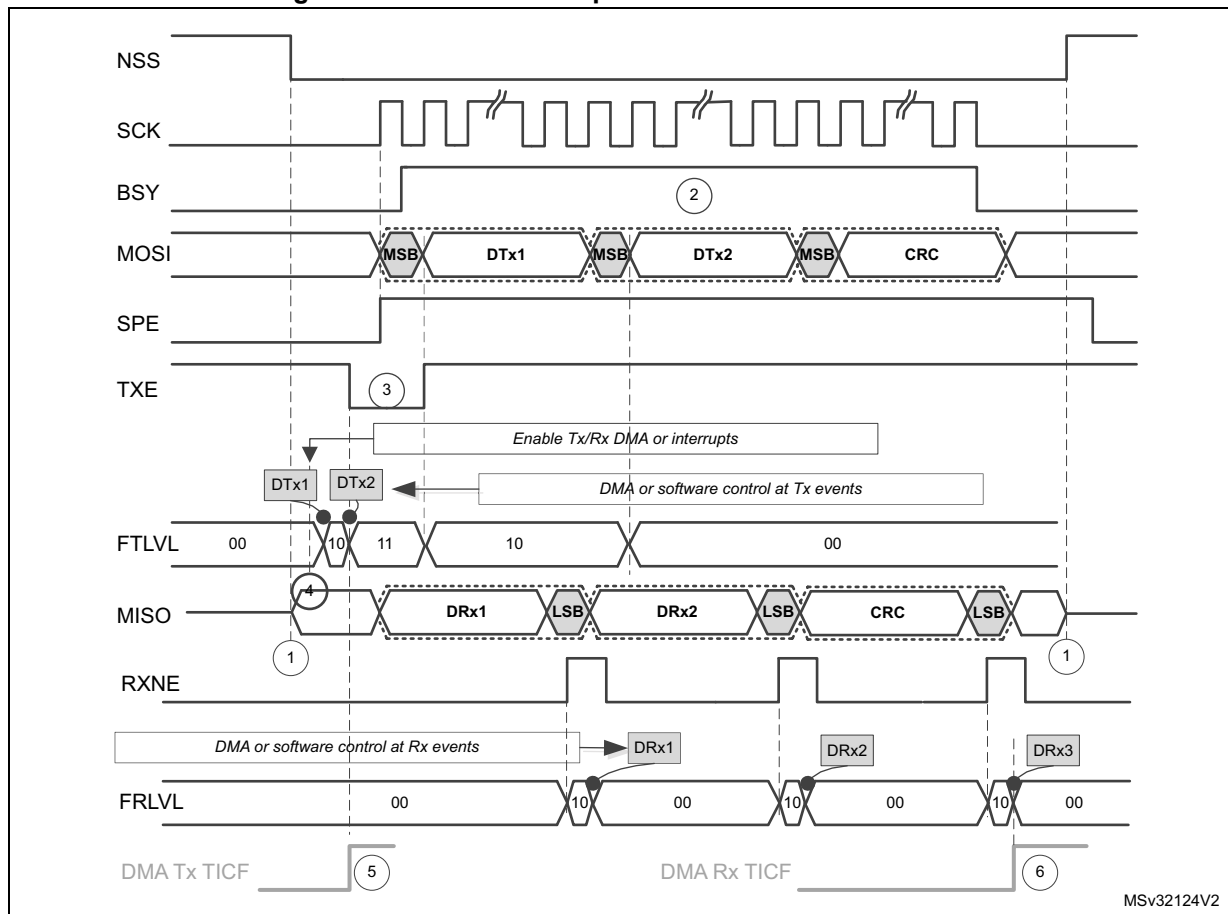 NSS
SCK
BSY
2
MOSI
MSB DTx1 MSB DTx2 MSB CRC
SPE
TXE
3
Enable Tx/Rx DMA or interrupts
DTx1 DTx2
DMA or software control at Tx events
FTLVL 00 10 11 10 00
4
MISO DRx1 LSB DRx2 LSB CRC LSB
1 1
RXNE
DMA or software control at Rx events DRx1 DRx2 DRx3
FRLVL 00 10 00 10 00 10 00
DMA Tx TICF 5 DMA Rx TICF 6
MSv32124V2